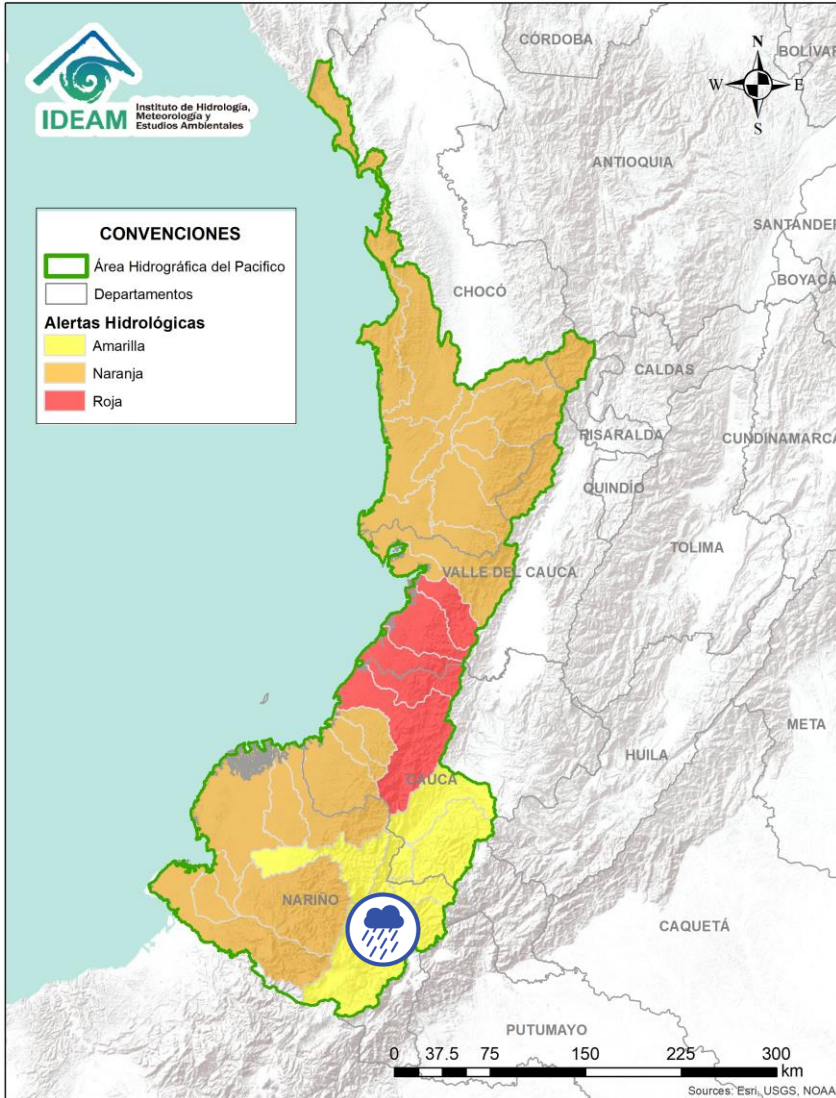 IDEAM
Instituto de Hidrología,
Meteorología y
Estudios Ambientales
CÓRDOBA
BOLÍVAR
N
W
E
S
ANTIOQUIA
SANTANDER
BOYACÁ
CONVENCIONES
Área Hidrográfica del Pacifico
Departamentos
Alertas Hidrológicas
Amarilla
Naranja
Roja
CHOCÓ
CALDAS
RISARALDA
CUNDINAMARCA
QUINDÍO
TOLIMA
VALLE DEL CAUCA
META
HUILA
CAUCA
NARIÑO
CAQUETÁ
PUTUMAYO
0 37.5 75 150 225 300
km
Sources: Esri, USGS, NOAA